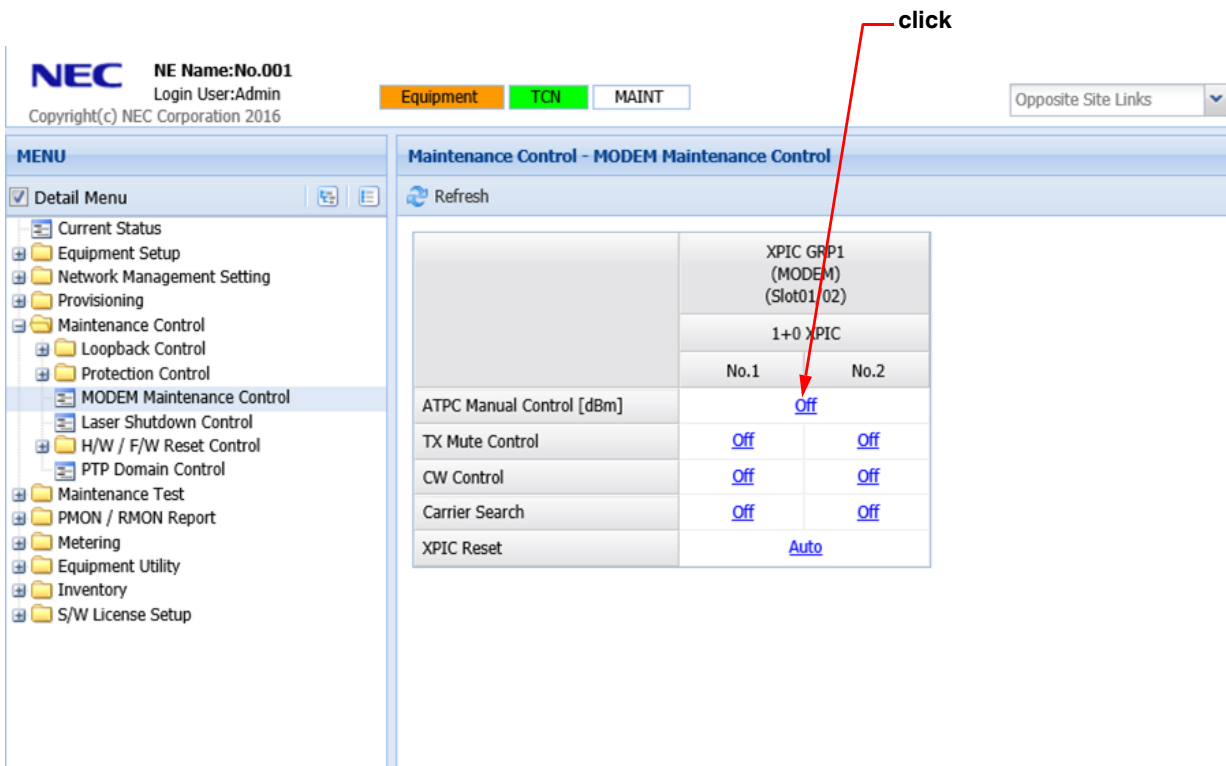 click
NEC
NE Name:No.001
Login User:Admin
Copyright(c) NEC Corporation 2016
Equipment
TCN
MAINT
Opposite Site Links
MENU
Detail Menu
Current Status
Equipment Setup
Network Management Setting
Provisioning
Maintenance Control
Loopback Control
Protection Control
MODEM Maintenance Control
Laser Shutdown Control
H/W / F/W Reset Control
PTP Domain Control
Maintenance Test
PMON / RMON Report
Metering
Equipment Utility
Inventory
S/W License Setup
Maintenance Control - MODEM Maintenance Control
Refresh
XPIC GRP1
(MODEM)
(Slot01/02)
1+0 XPIC
No.1 No.2
ATPC Manual Control [dBm] Off
TX Mute Control Off Off
CW Control Off Off
Carrier Search Off Off
XPIC Reset Auto